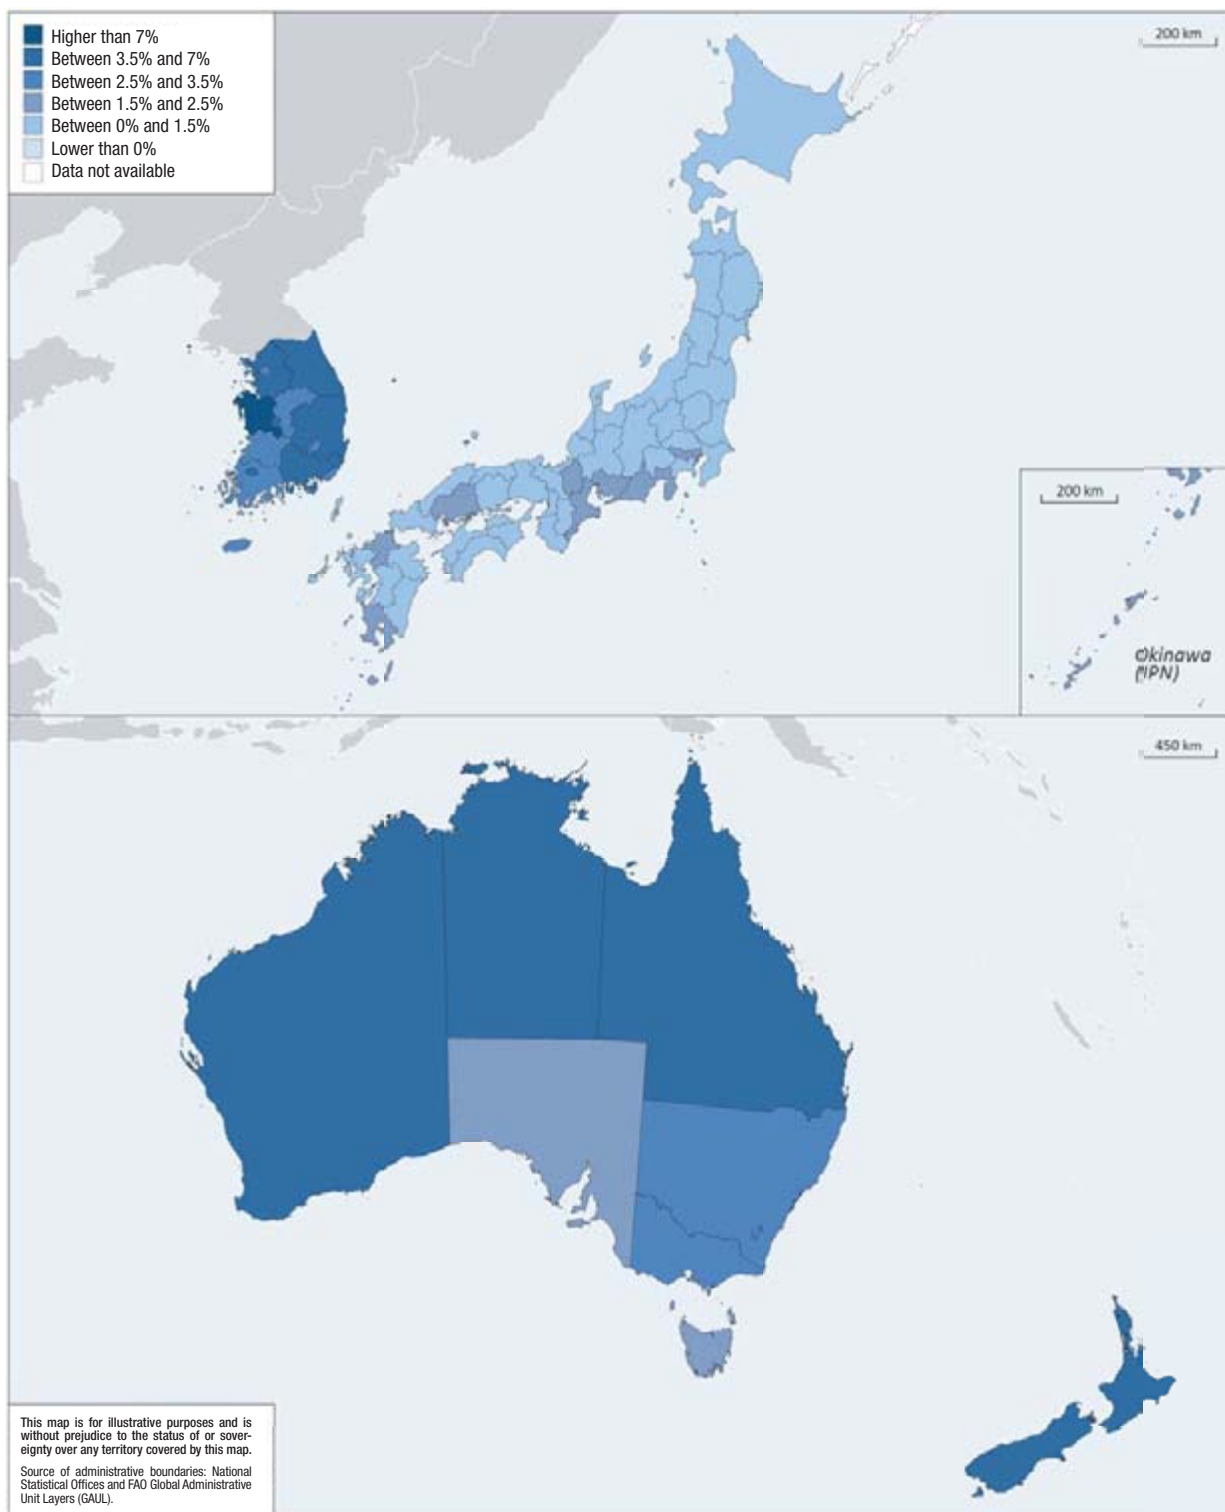 Higher than 7%
Between 3.5% and 7%
Between 2.5% and 3.5%
Between 1.5% and 2.5%
Between 0% and 1.5%
Lower than 0%
Data not available
200 km
200 km
Okinawa
(JPN)
450 km
This map is for illustrative purposes and is
without prejudice to the status of or sover-
eignty over any territory covered by this map.
Source of administrative boundaries: National
Statistical Offices and FAO Global Administrative
Unit Layers (GAUL).